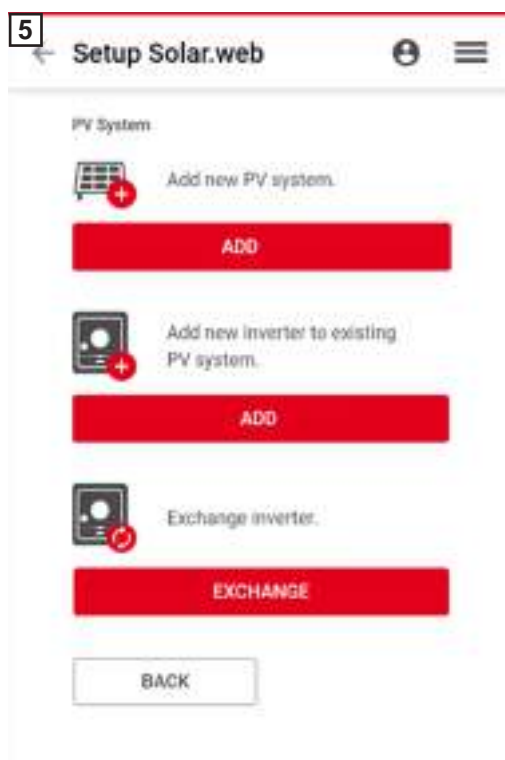 5
Setup Solar.web
PV System
Add new PV system.
ADD
Add new inverter to existing
PV system.
ADD
Exchange inverter.
EXCHANGE
BACK